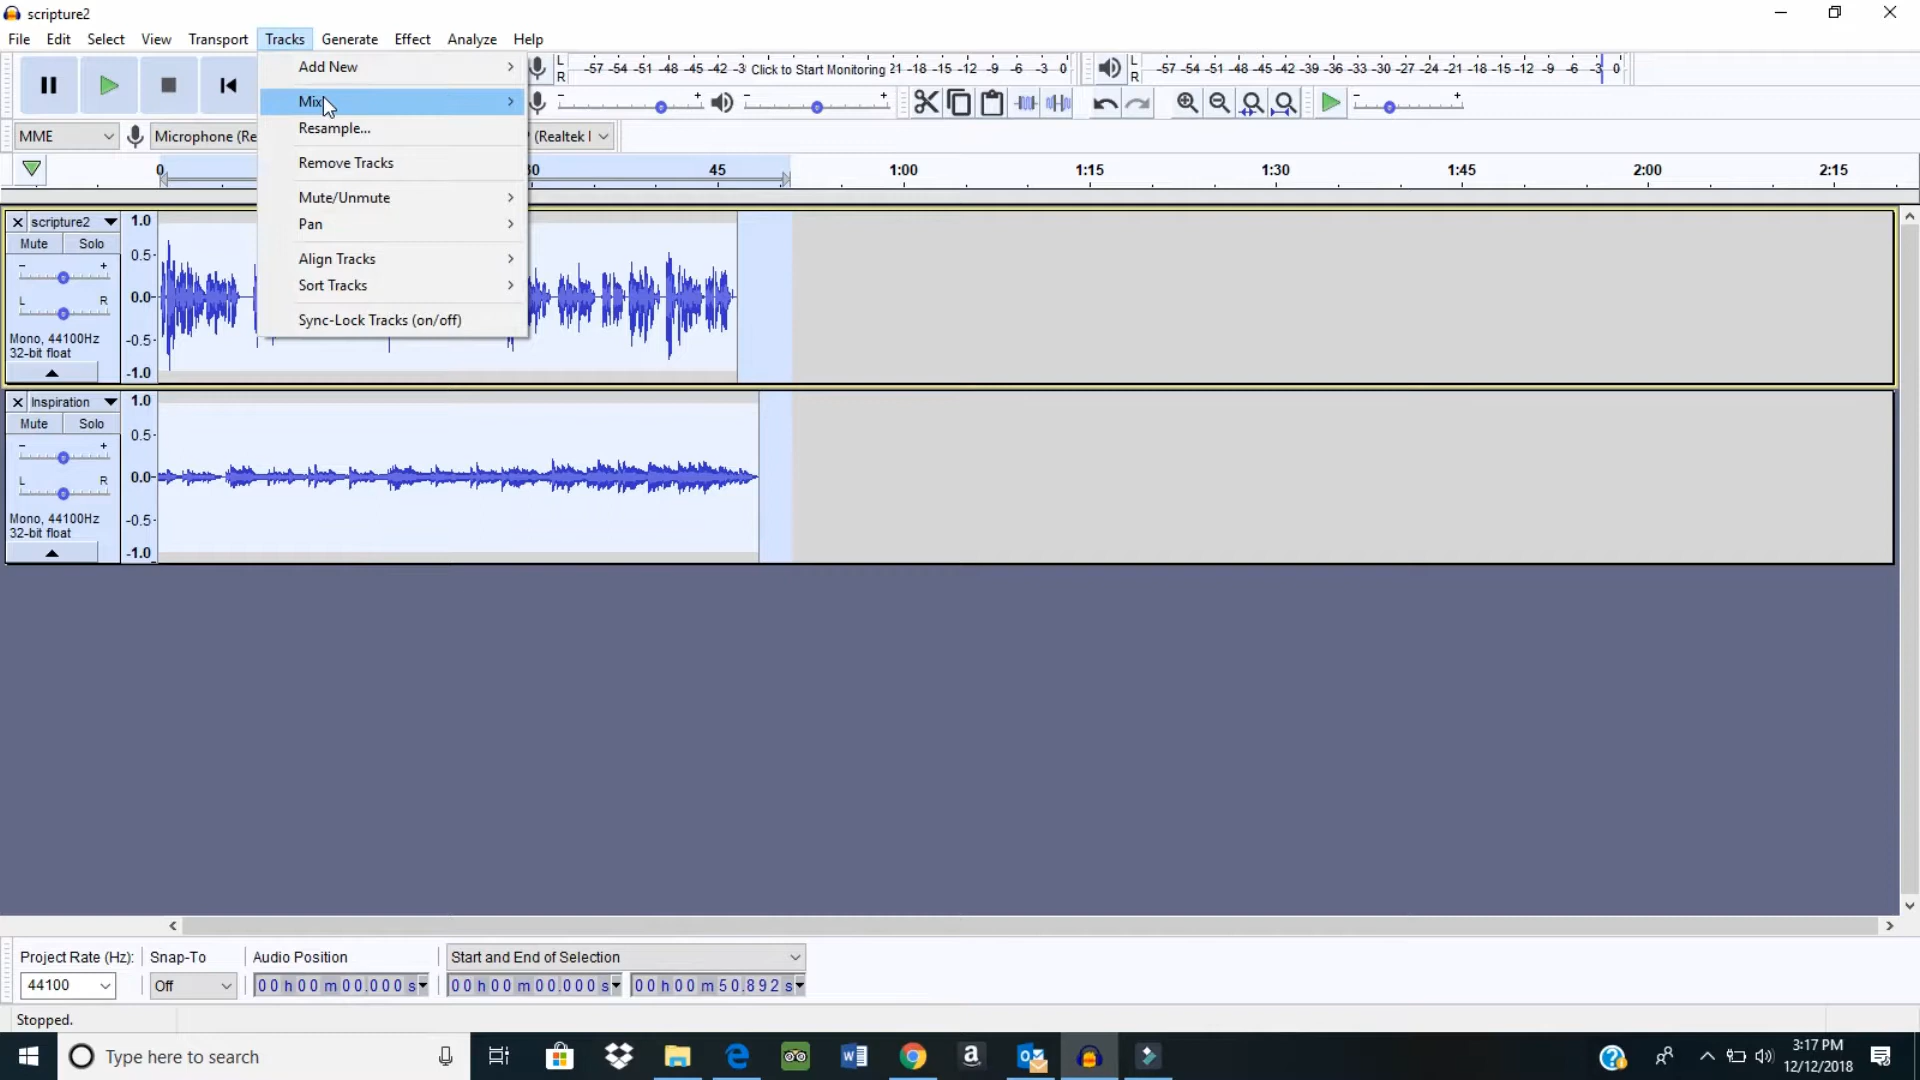 scripture2
File Edit Select View Transport Tracks Generate Effect Analyze Help
Add New
Mix
Resample...
Remove Tracks
Mute/Unmute
Pan
Align Tracks
Sort Tracks
Sync-Lock Tracks (on/off)
L
R
-57 -54 -51 -48 -45 -42 -3 Click to Start Monitoring 21 -18 -15 -12 -9 -6 -3 0
L
R
-57 -54 -51 -48 -45 -42 -39 -36 -33 -30 -27 -24 -21 -18 -15 -12 -9 -6 -3 0
- +
- +
- +
MME Microphone (Re (Realtek
0 30 45 1:00 1:15 1:30 1:45 2:00 2:15
scripture2
Mute Solo
- +
L R
Mono, 44100Hz
32-bit float
1.0
0.5
0.0
-0.5
-1.0
Inspiration
Mute Solo
- +
L R
Mono, 44100Hz
32-bit float
1.0
0.5
0.0
-0.5
-1.0
Project Rate (Hz): Snap-To Audio Position Start and End of Selection
44100 Off 00 h 00 m 00.000 s 00 h 00 m 00.000 s 00 h 00 m 50.892 s
Stopped.
Type here to search
3:17 PM
12/12/2018